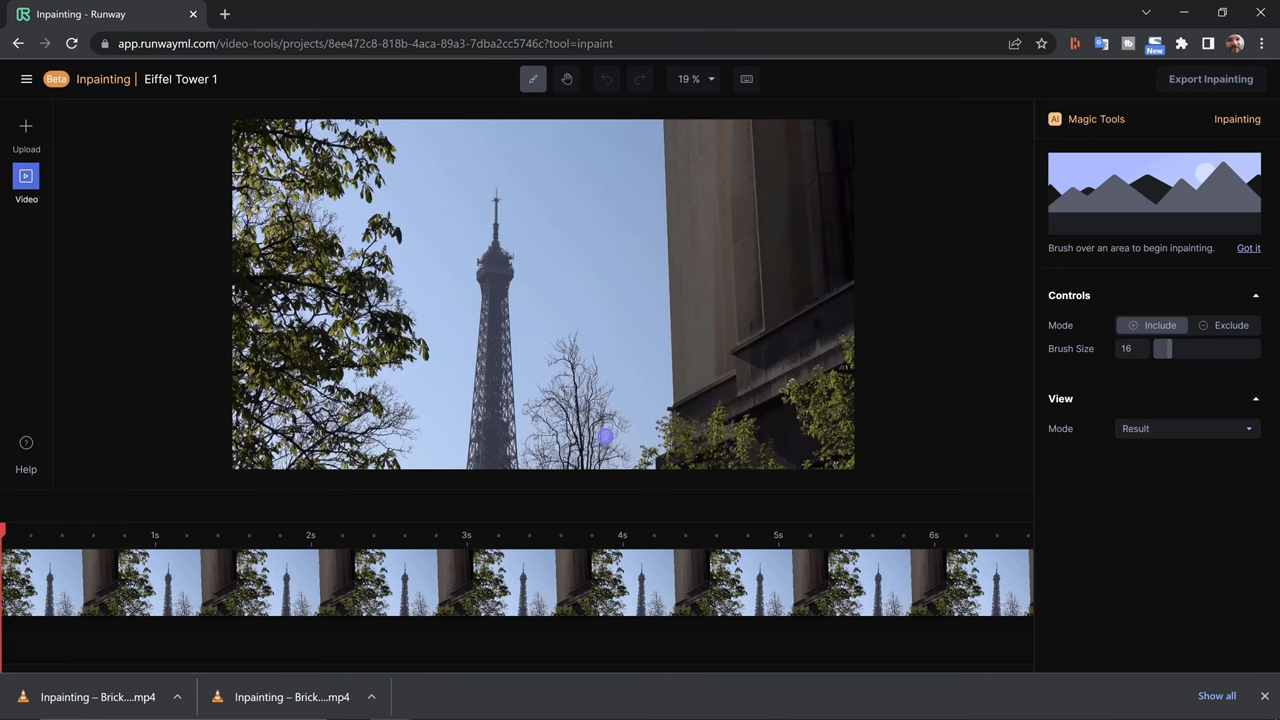 Inpainting - Runway
app.runwayml.com/video-tools/projects/8ee472c8-818b-4aca-89a3-7dba2cc5746c?tool=inpaint
New
Beta Inpainting | Eiffel Tower 1
19 %
Export Inpainting
Upload
Video
AI Magic Tools
Inpainting
Brush over an area to begin inpainting. Got it
Controls
Mode Include Exclude
Brush Size 16
View
Mode Result
Help
1s 2s 3s 4s 5s 6s
Inpainting – Brick....mp4
Inpainting – Brick....mp4
Show all